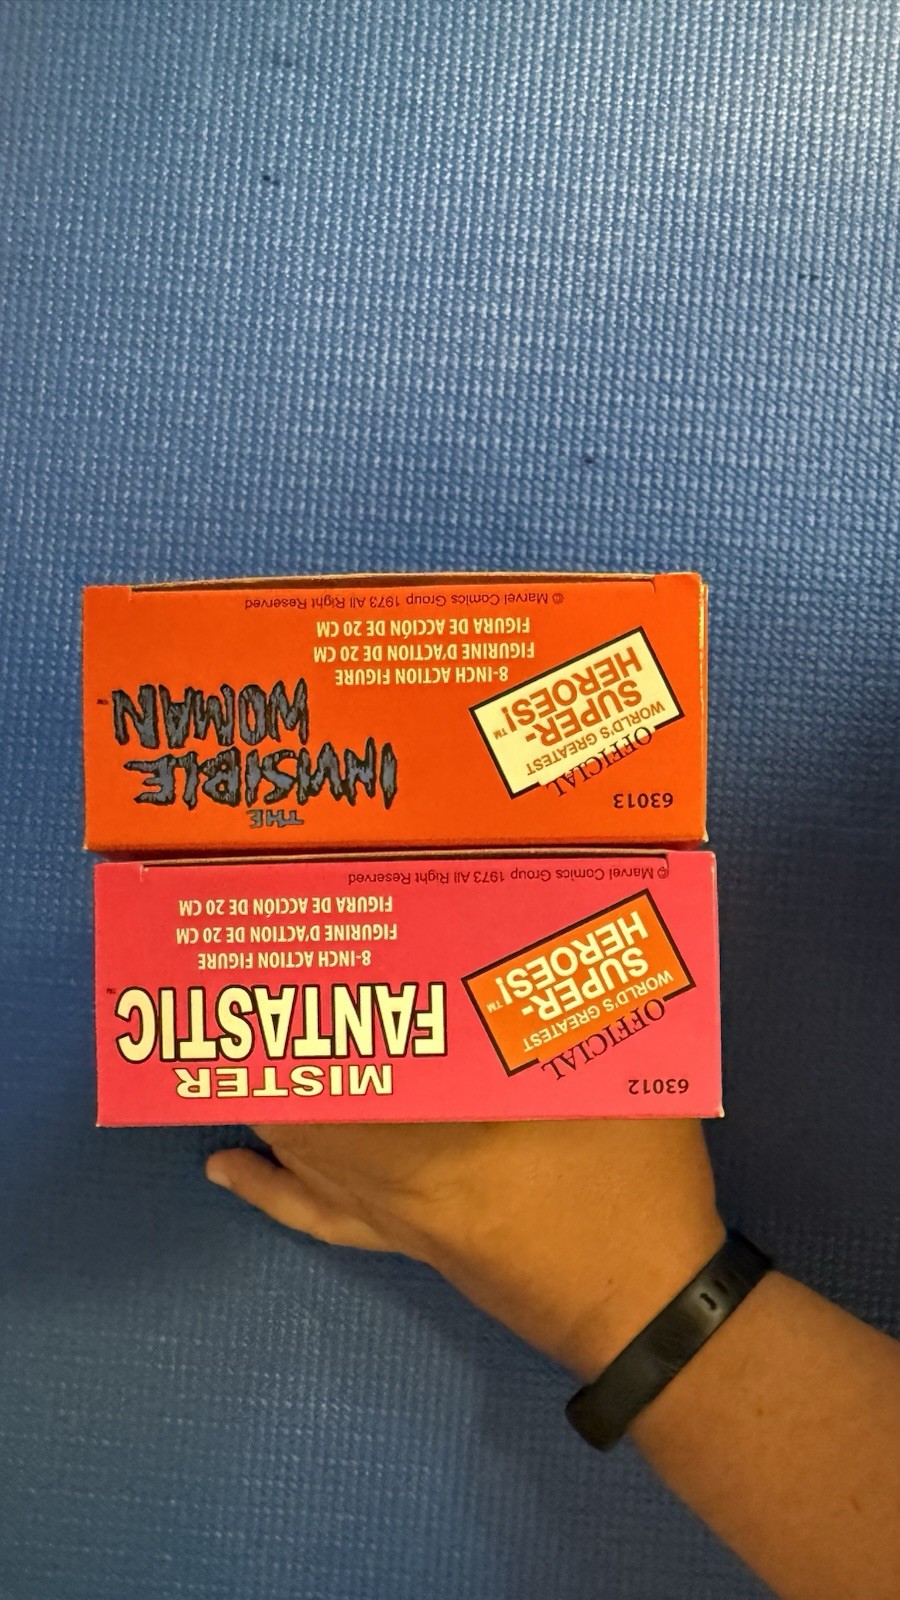 63012
OFFICIAL
WORLD'S GREATEST
SUPER-
HEROES!™
MISTER
FANTASTIC™
8-INCH ACTION FIGURE
FIGURINE D'ACTION DE 20 CM
FIGURA DE ACCIÓN DE 20 CM
© Marvel Comics Group 1973 All Right Reserved
63013
OFFICIAL
WORLD'S GREATEST
SUPER-
HEROES!™
THE
INVISIBLE
WOMAN™
8-INCH ACTION FIGURE
FIGURINE D'ACTION DE 20 CM
FIGURA DE ACCIÓN DE 20 CM
© Marvel Comics Group 1973 All Right Reserved